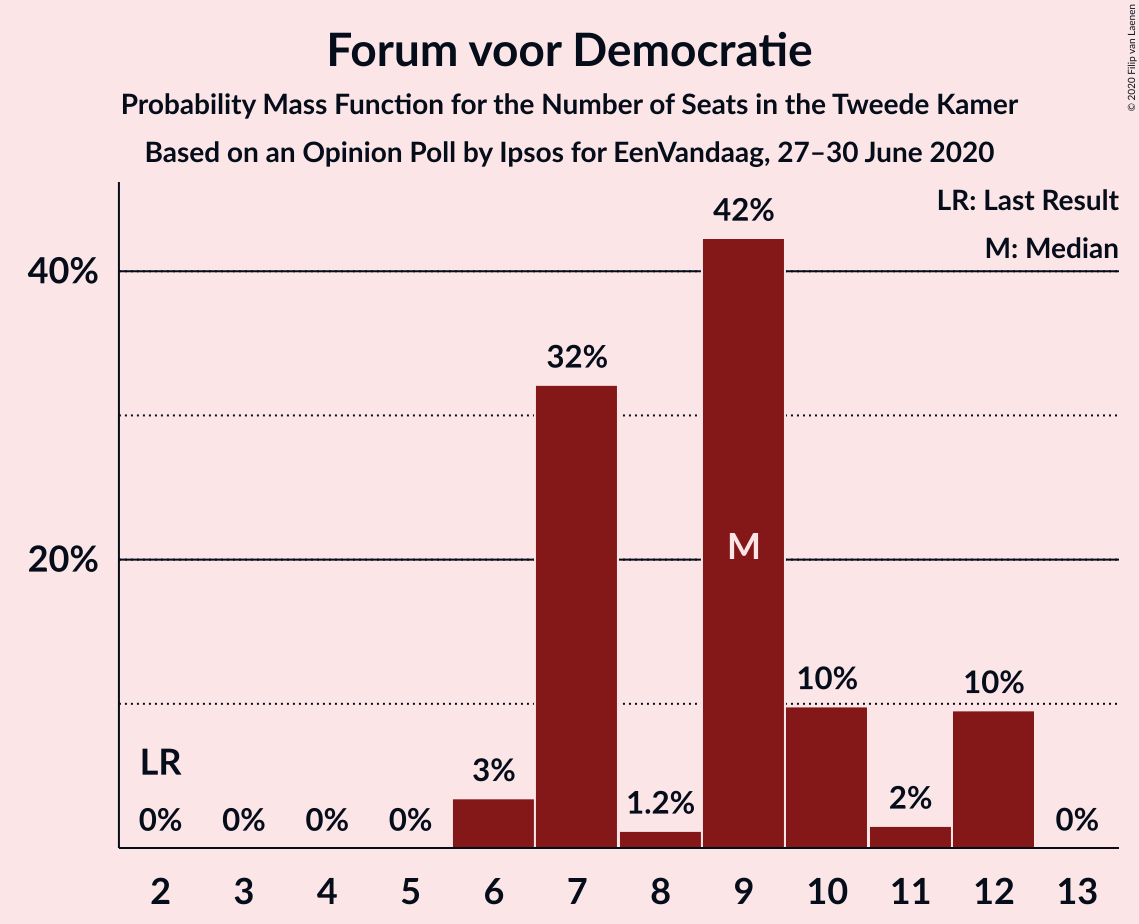 Forum voor Democratie
Probability Mass Function for the Number of Seats in the Tweede Kamer
Based on an Opinion Poll by Ipsos for EenVandaag, 27–30 June 2020
© 2020 Filip van Laenen
LR: Last Result
M: Median
40%
20%
42%
32%
M
10%
10%
LR
3%
1.2%
2%
0%
0%
0%
0%
0%
2 3 4 5 6 7 8 9 10 11 12 13